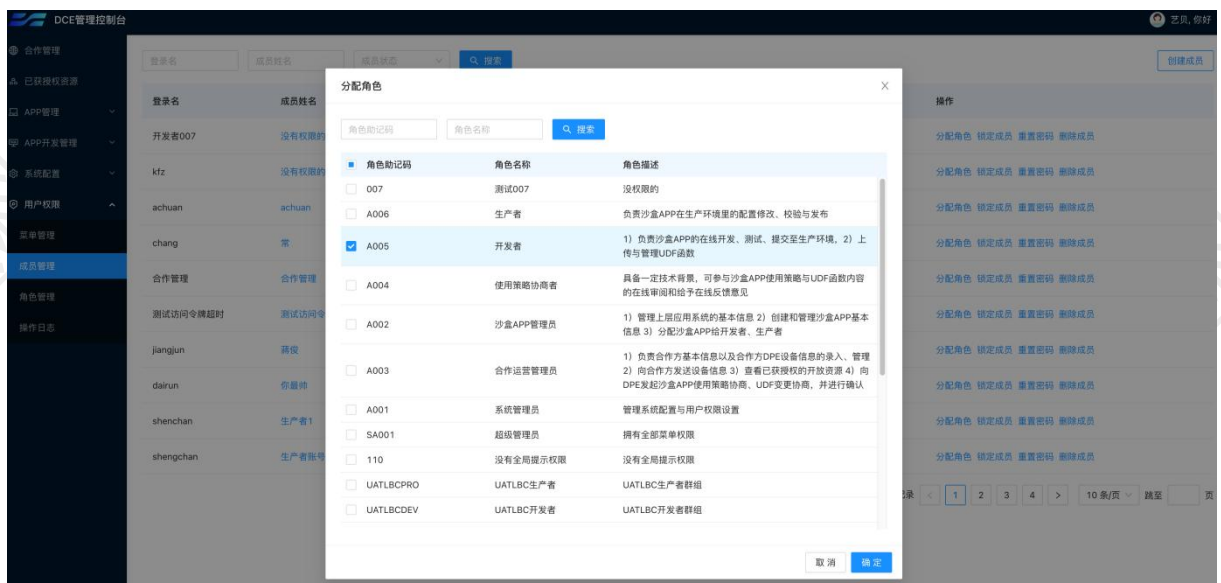 DCE管理控制台
艺贝, 你好
合作管理
已获授权资源
APP管理
APP开发管理
系统配置
用户权限
菜单管理
成员管理
角色管理
操作日志
登录名 成员姓名 成员状态 搜索 创建成员
登录名 成员姓名 操作
开发者007 没有权限的 分配角色 锁定成员 重置密码 删除成员
kfz 没有权限的 分配角色 锁定成员 重置密码 删除成员
achuan achuan 分配角色 锁定成员 重置密码 删除成员
chang 常 分配角色 锁定成员 重置密码 删除成员
合作管理 合作管理 分配角色 锁定成员 重置密码 删除成员
测试访问令牌超时 测试访问令 分配角色 锁定成员 重置密码 删除成员
jiangjun 蒋俊 分配角色 锁定成员 重置密码 删除成员
dairun 你最帅 分配角色 锁定成员 重置密码 删除成员
shenchan 生产者1 分配角色 锁定成员 重置密码 删除成员
shengchan 生产者账号 分配角色 锁定成员 重置密码 删除成员
录 < 1 2 3 4 > 10 条/页 跳至 页
分配角色
角色助记码 角色名称 搜索
角色助记码 角色名称 角色描述
007 测试007 没权限的
A006 生产者 负责沙盒APP在生产环境里的配置修改、校验与发布
A005 开发者 1）负责沙盒APP的在线开发、测试、提交至生产环境，2）上
传与管理UDF函数
A004 使用策略协商者 具备一定技术背景，可参与沙盒APP使用策略与UDF函数内容
的在线审阅和给予在线反馈意见
A002 沙盒APP管理员 1）管理上层应用系统的基本信息 2）创建和管理沙盒APP基本
信息 3）分配沙盒APP给开发者、生产者
A003 合作运营管理员 1）负责合作方基本信息以及合作方DPE设备信息的录入、管理
2）向合作方发送设备信息 3）查看已获授权的开放资源 4）向
DPE发起沙盒APP使用策略协商、UDF变更协商，并进行确认
A001 系统管理员 管理系统配置与用户权限设置
SA001 超级管理员 拥有全部菜单权限
110 没有全局提示权限 没有全局提示权限
UATLBCPRO UATLBC生产者 UATLBC生产者群组
UATLBCDEV UATLBC开发者 UATLBC开发者群组
取 消 确 定